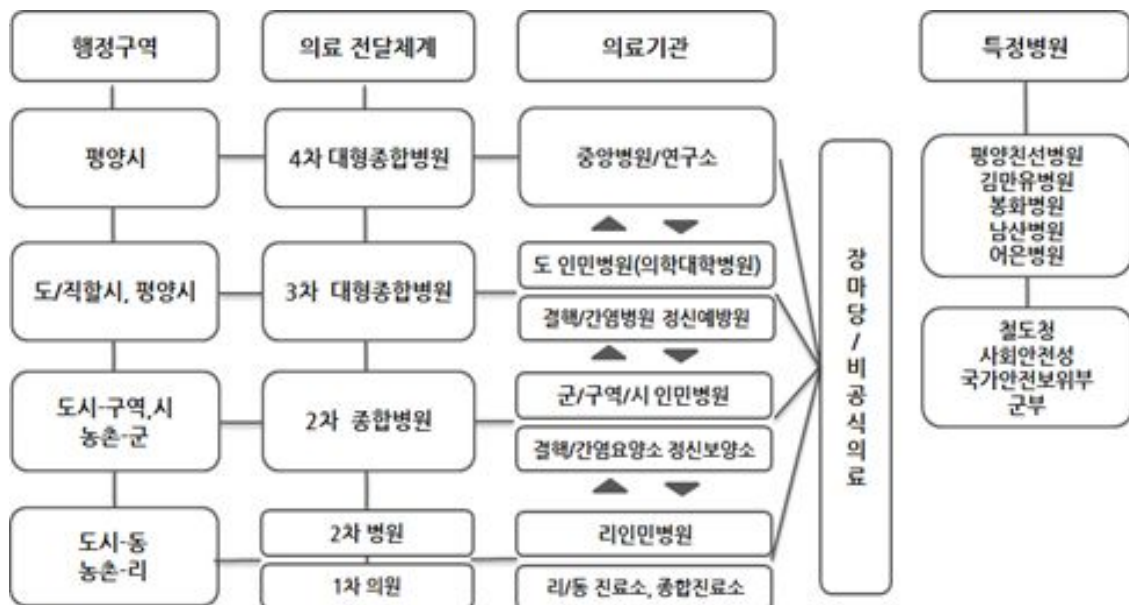 행정구역
의료 전달체계
의료기관
특정병원
평양시
4차 대형종합병원
중앙병원/연구소
도/직할시, 평양시
3차 대형종합병원
도 인민병원(의학대학병원)
결핵/간염병원 정신예방원
도시-구역,시
농촌-군
2차 종합병원
군/구역/시 인민병원
결핵/간염요양소 정신보양소
도시-동
농촌-리
2차 병원
1차 의원
리인민병원
리/동 진료소, 종합진료소
장마당/비공식의료
평양친선병원
김만유병원
봉화병원
남산병원
어은병원
철도청
사회안전성
국가안전보위부
군부